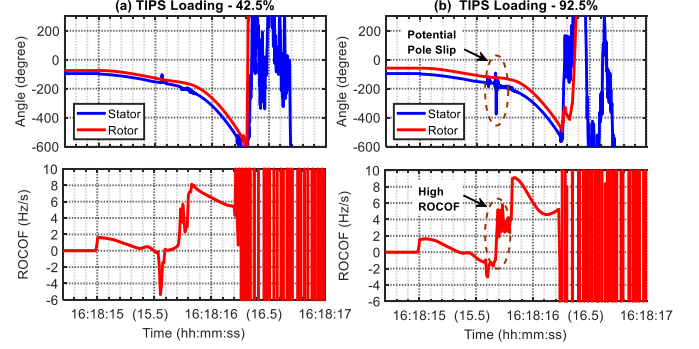 (a) TIPS Loading - 42.5%
(b) TIPS Loading - 92.5%
Angle (degree)
200
0
-200
-400
-600
Stator
Rotor
Angle (degree)
200
0
-200
-400
-600
Potential
Pole Slip
Stator
Rotor
ROCOF (Hz/s)
10
8
6
4
2
0
-2
-4
-6
ROCOF (Hz/s)
10
8
6
4
2
0
-2
-4
-6
High
ROCOF
16:18:15 (15.5) 16:18:16 (16.5) 16:18:17
Time (hh:mm:ss)
16:18:15 (15.5) 16:18:16 (16.5) 16:18:17
Time (hh:mm:ss)